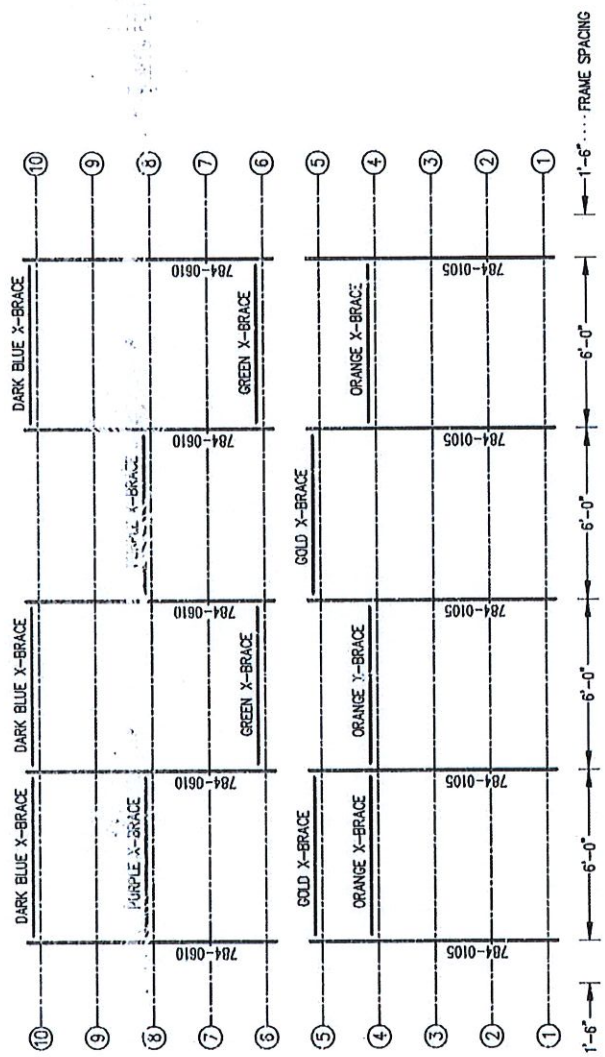 DARK BLUE X-BRACE
DARK BLUE X-BRACE
DARK BLUE X-BRACE
10
10
9
9
PURPLE X-BRACE
PURPLE X-BRACE
8
8
7
7
784-0610
784-0610
784-0610
784-0610
784-0610
GREEN X-BRACE
GREEN X-BRACE
6
6
GOLD X-BRACE
GOLD X-BRACE
5
5
ORANGE X-BRACE
ORANGE X-BRACE
ORANGE X-BRACE
4
4
3
3
784-0105
784-0105
784-0105
784-0105
784-0105
2
2
1
1
1'-6"
6'-0"
6'-0"
6'-0"
6'-0"
1'-6"
FRAME SPACING